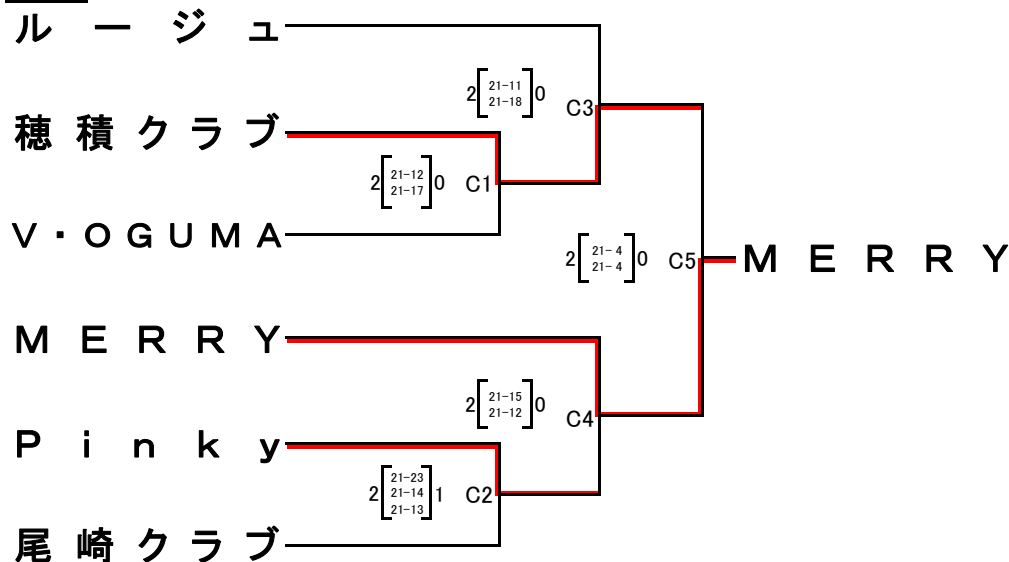 ルージュ
2 21-11 0
21-18
C3
穂積クラブ
2 21-12 0
21-17
C1
V・OGUMA
2 21- 4 0
21- 4
C5
MERRY
MERRY
2 21-15 0
21-12
C4
Pinky
2 21-23 1
21-14
21-13
C2
尾崎クラブ